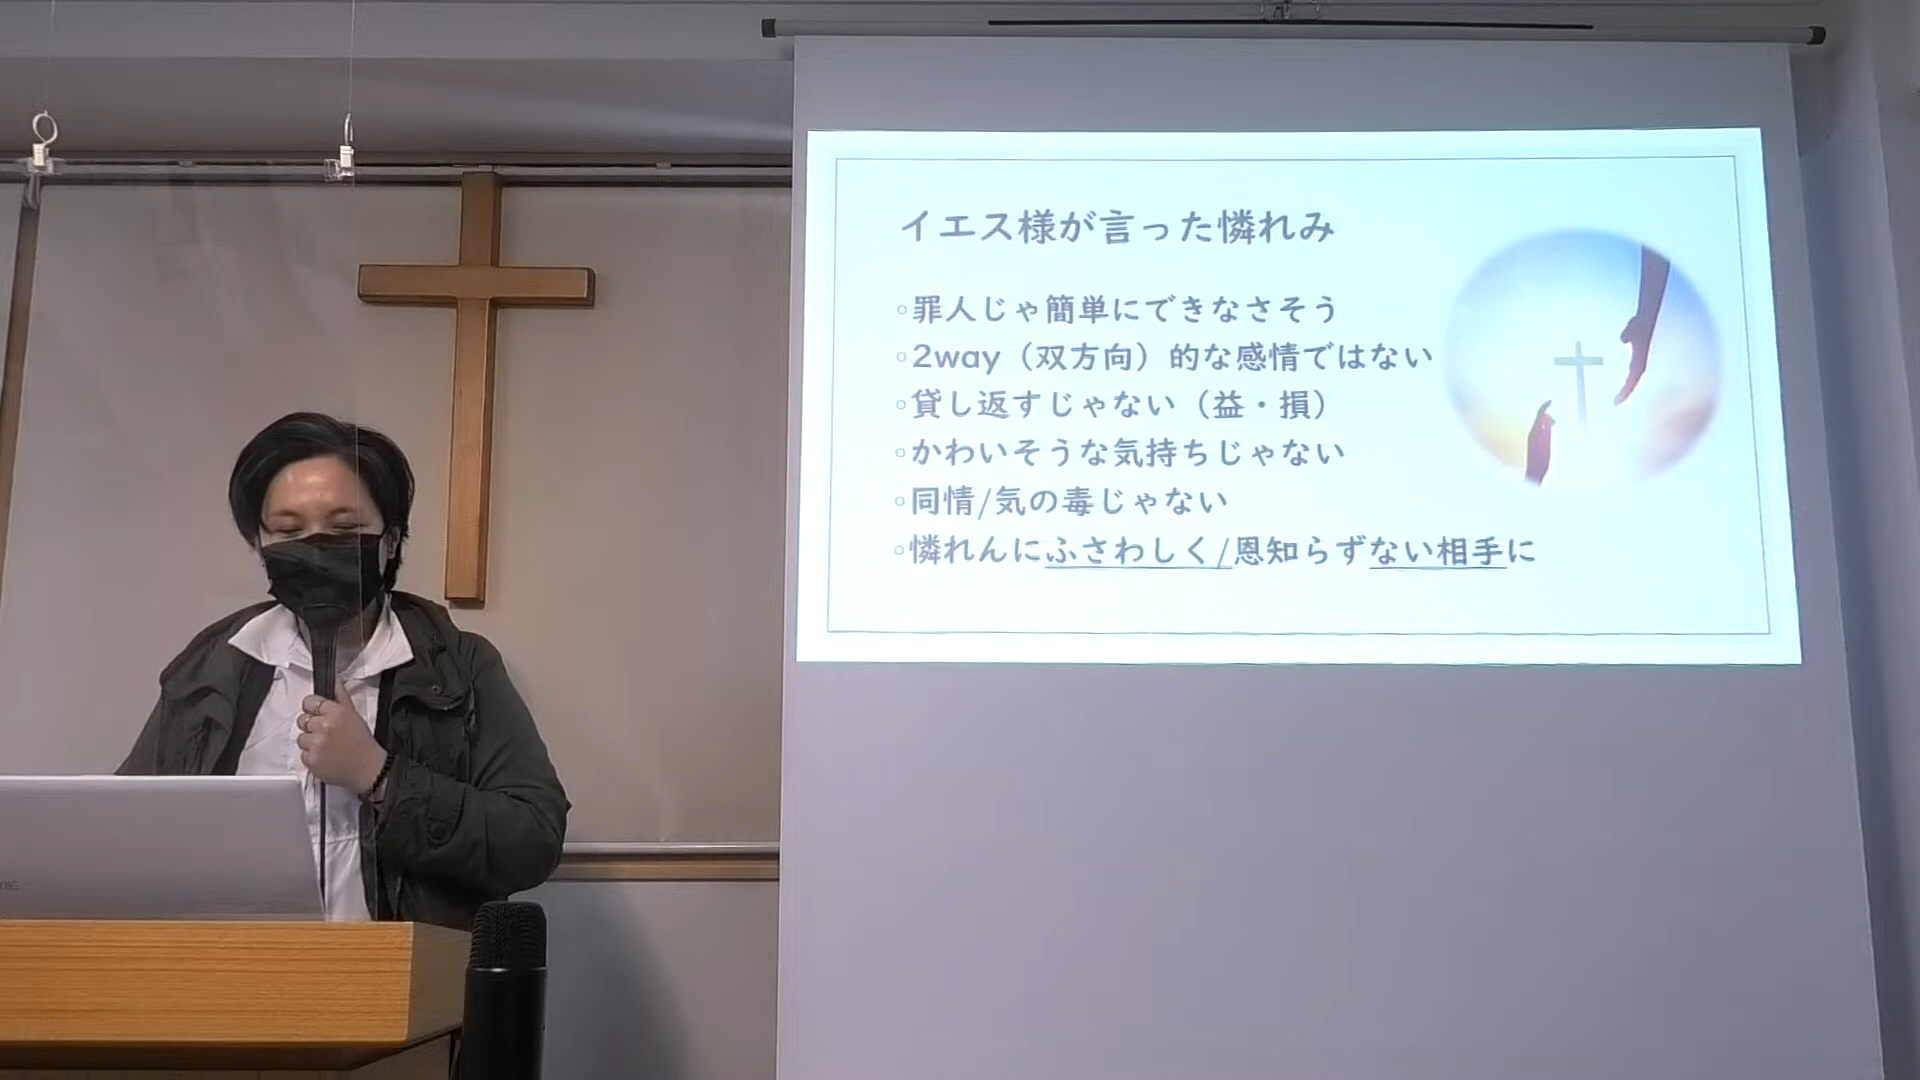 イエス様が言った憐れみ
◦罪人じゃ簡単にできなさそう
◦2way（双方向）的な感情ではない
◦貸し返すじゃない（益・損）
◦かわいそうな気持ちじゃない
◦同情/気の毒じゃない
◦憐れんにふさわしく/恩知らずない相手に